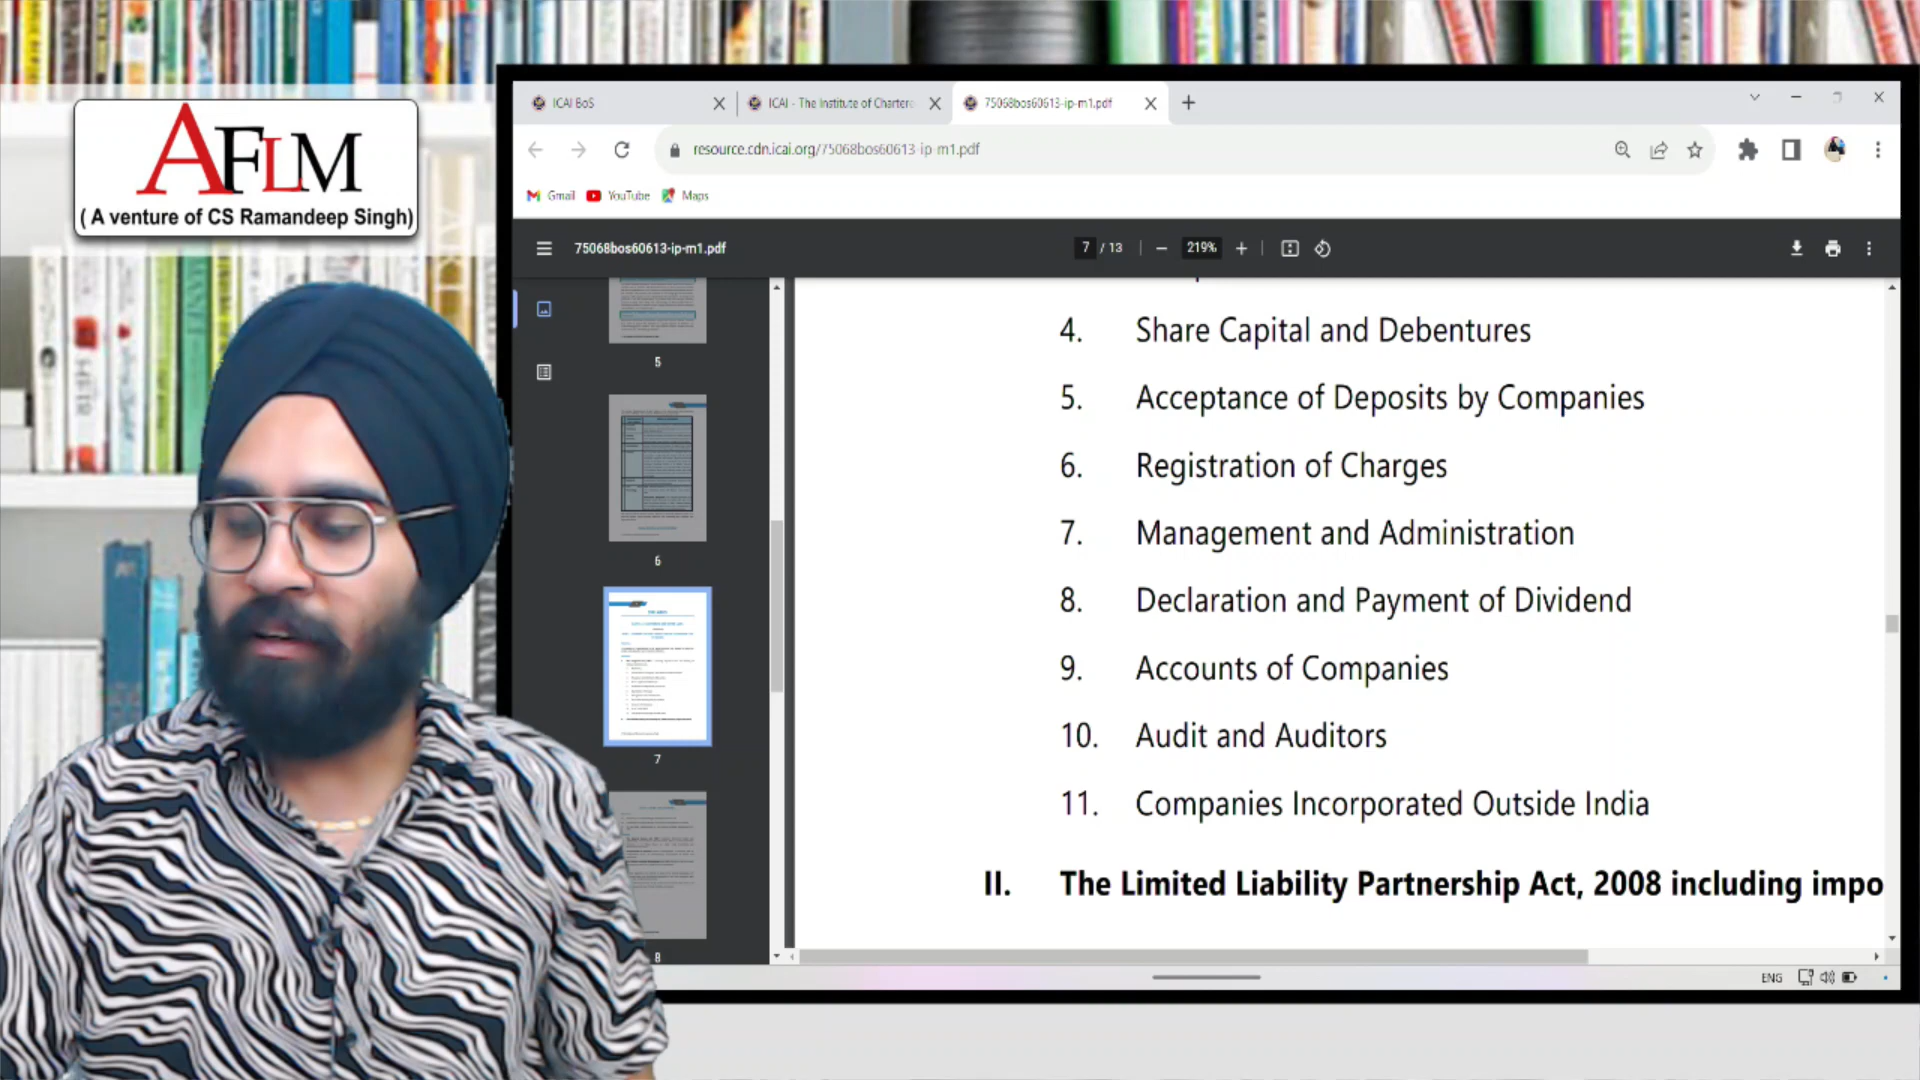 AFLM
( A venture of CS Ramandeep Singh)
ICAI BoS
ICAI - The Institute of Chartere
75068bos60613-ip-m1.pdf
resource.cdn.icai.org/75068bos60613-ip-m1.pdf
Gmail YouTube Maps
75068bos60613-ip-m1.pdf
7 / 13
219%
5
6
7
8
4. Share Capital and Debentures
5. Acceptance of Deposits by Companies
6. Registration of Charges
7. Management and Administration
8. Declaration and Payment of Dividend
9. Accounts of Companies
10. Audit and Auditors
11. Companies Incorporated Outside India
II. The Limited Liability Partnership Act, 2008 including impo
ENG